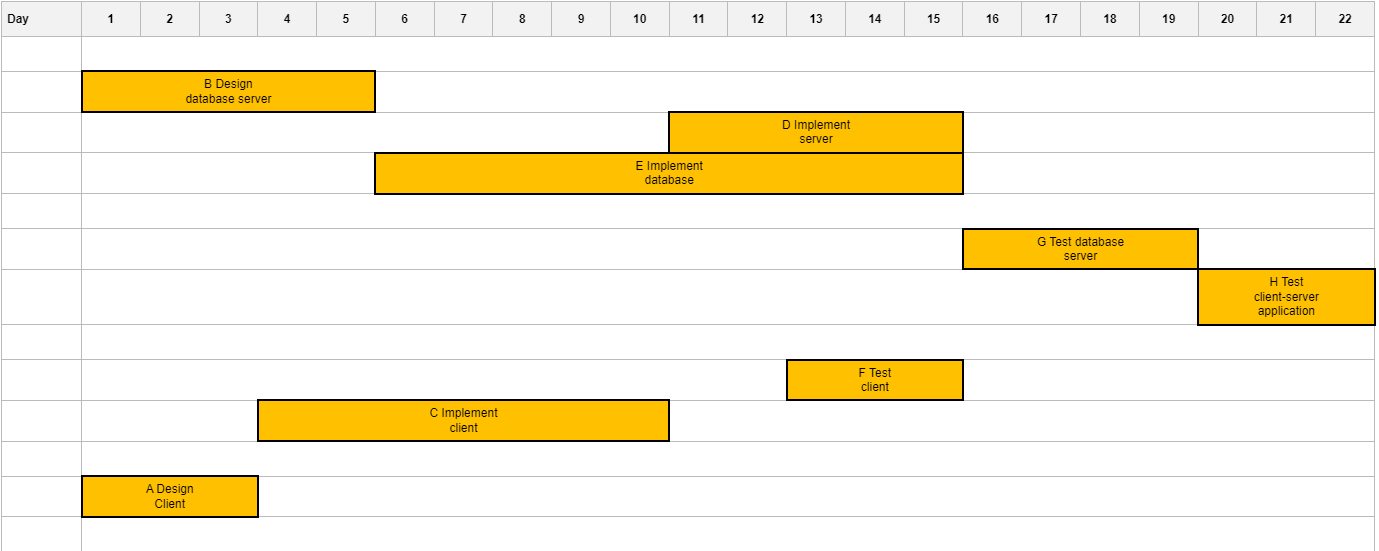 Day 1 2 3 4 5 6 7 8 9 10 11 12 13 14 15 16 17 18 19 20 21 22
B Design
database server
D Implement
server
E Implement
database
G Test database
server
H Test
client-server
application
F Test
client
C Implement
client
A Design
Client